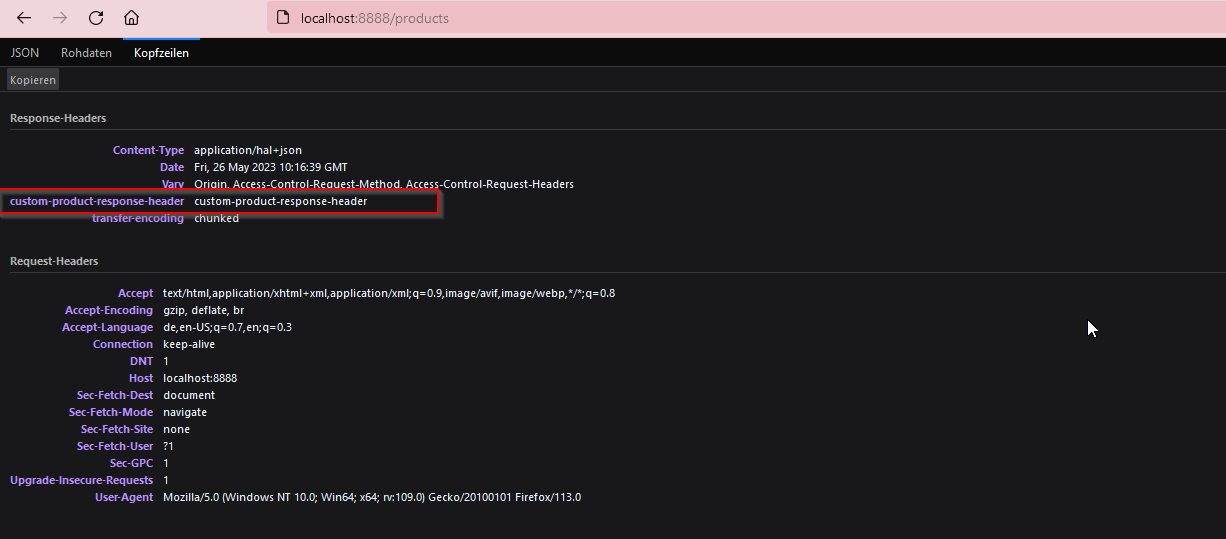 localhost:8888/products
JSON Rohdaten Kopfzeilen
Kopieren
Response-Headers
Content-Type application/hal+json
Date Fri, 26 May 2023 10:16:39 GMT
Vary Origin, Access-Control-Request-Method, Access-Control-Request-Headers
custom-product-response-header custom-product-response-header
transfer-encoding chunked
Request-Headers
Accept text/html,application/xhtml+xml,application/xml;q=0.9,image/avif,image/webp,*/*;q=0.8
Accept-Encoding gzip, deflate, br
Accept-Language de,en-US;q=0.7,en;q=0.3
Connection keep-alive
DNT 1
Host localhost:8888
Sec-Fetch-Dest document
Sec-Fetch-Mode navigate
Sec-Fetch-Site none
Sec-Fetch-User ?1
Sec-GPC 1
Upgrade-Insecure-Requests 1
User-Agent Mozilla/5.0 (Windows NT 10.0; Win64; x64; rv:109.0) Gecko/20100101 Firefox/113.0